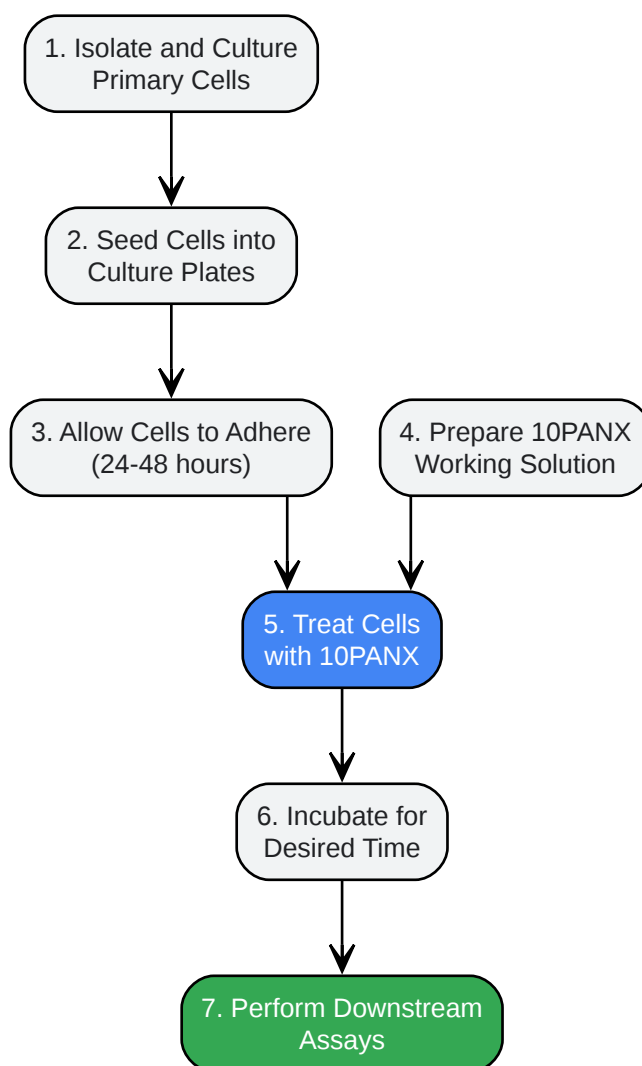 1. Isolate and Culture
Primary Cells
2. Seed Cells into
Culture Plates
3. Allow Cells to Adhere
(24-48 hours)
4. Prepare 10PANX
Working Solution
5. Treat Cells
with 10PANX
6. Incubate for
Desired Time
7. Perform Downstream
Assays